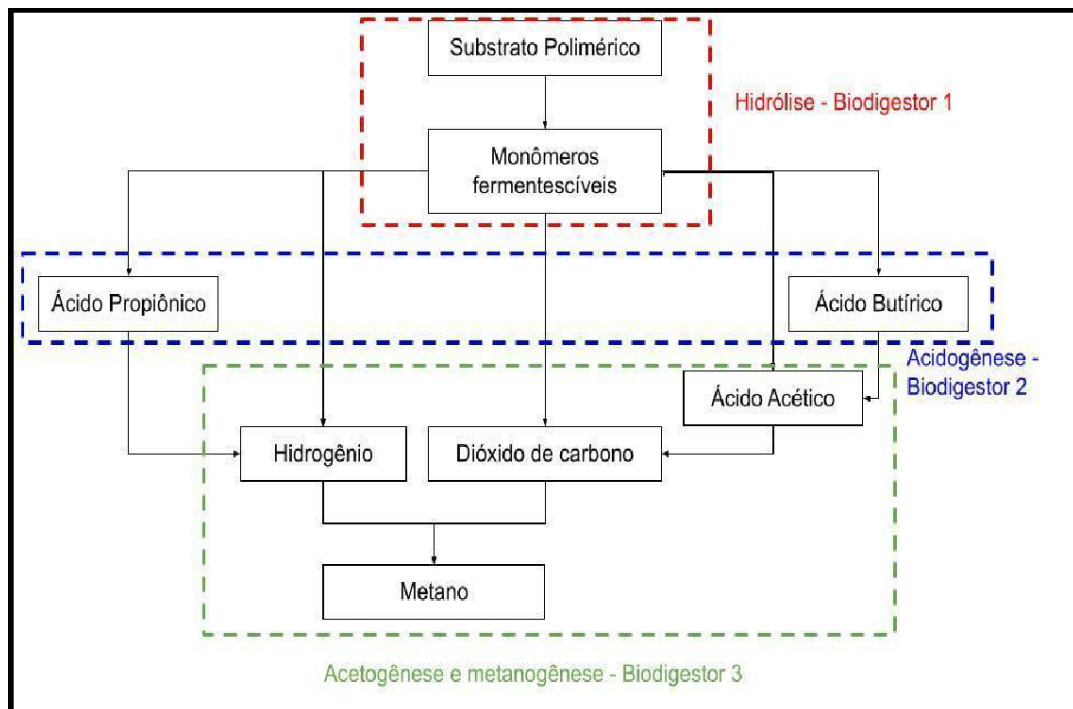 Substrato Polimérico
Hidrólise - Biodigestor 1
Monômeros
fermentescíveis
Ácido Propiônico
Ácido Butírico
Acidogênese -
Biodigestor 2
Ácido Acético
Hidrogênio
Dióxido de carbono
Metano
Acetogênese e metanogênese - Biodigestor 3